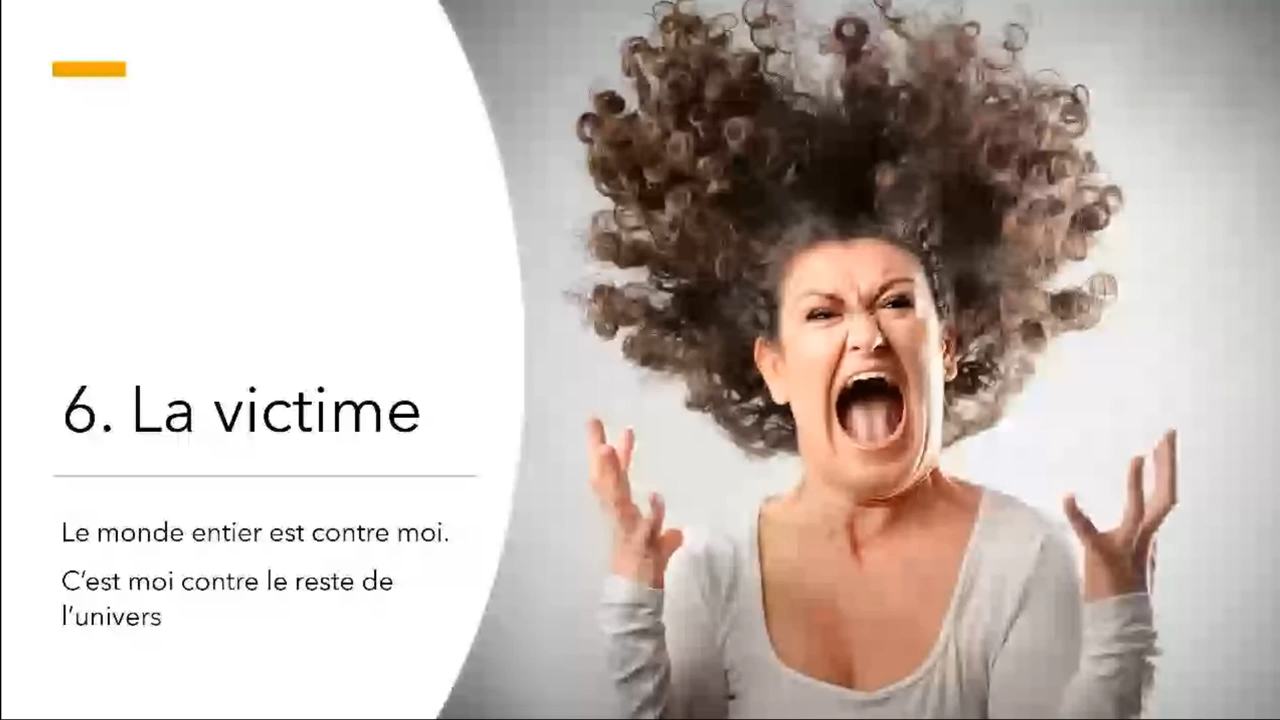 6. La victime
Le monde entier est contre moi.
C’est moi contre le reste de
l’univers